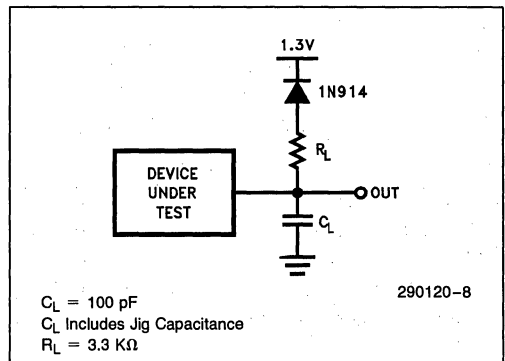 1.3V
1N914
RL
DEVICE
UNDER
TEST
OUT
CL
290120-8
CL = 100 pF
CL Includes Jig Capacitance
RL = 3.3 KΩ